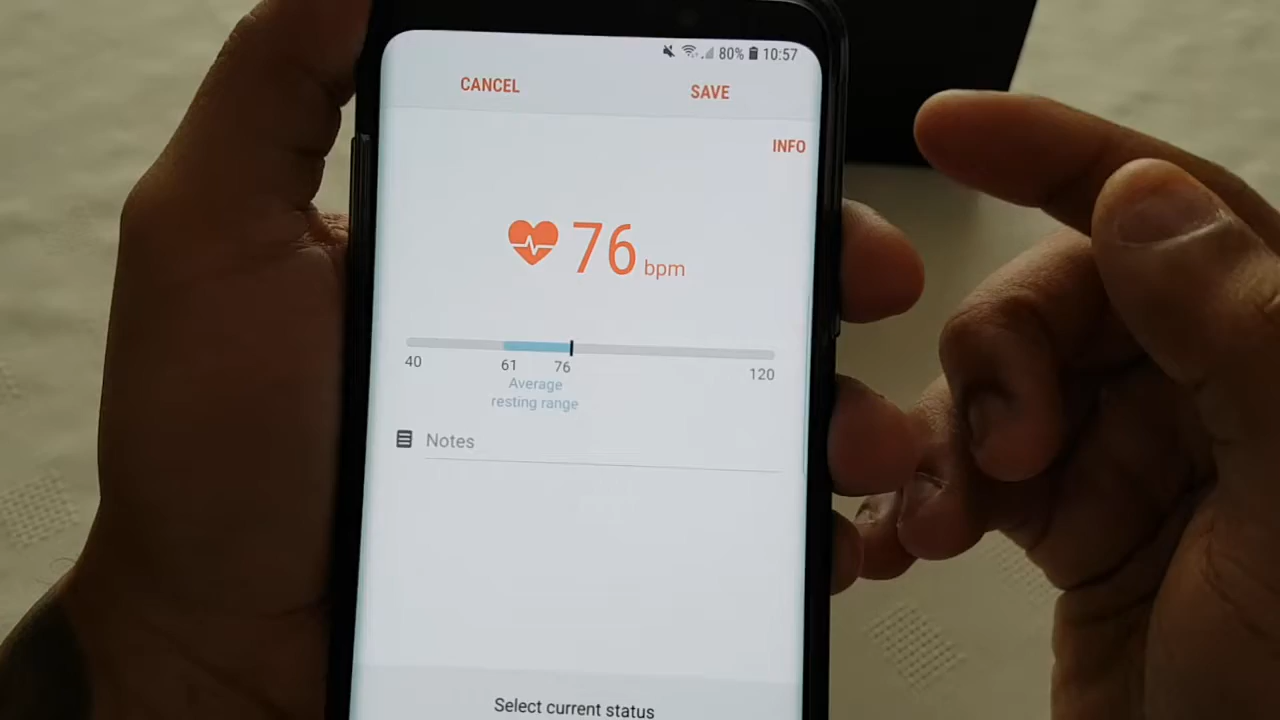 80% 10:57
CANCEL SAVE
INFO
76 bpm
40 61 76 120
Average
resting range
Notes
Select current status